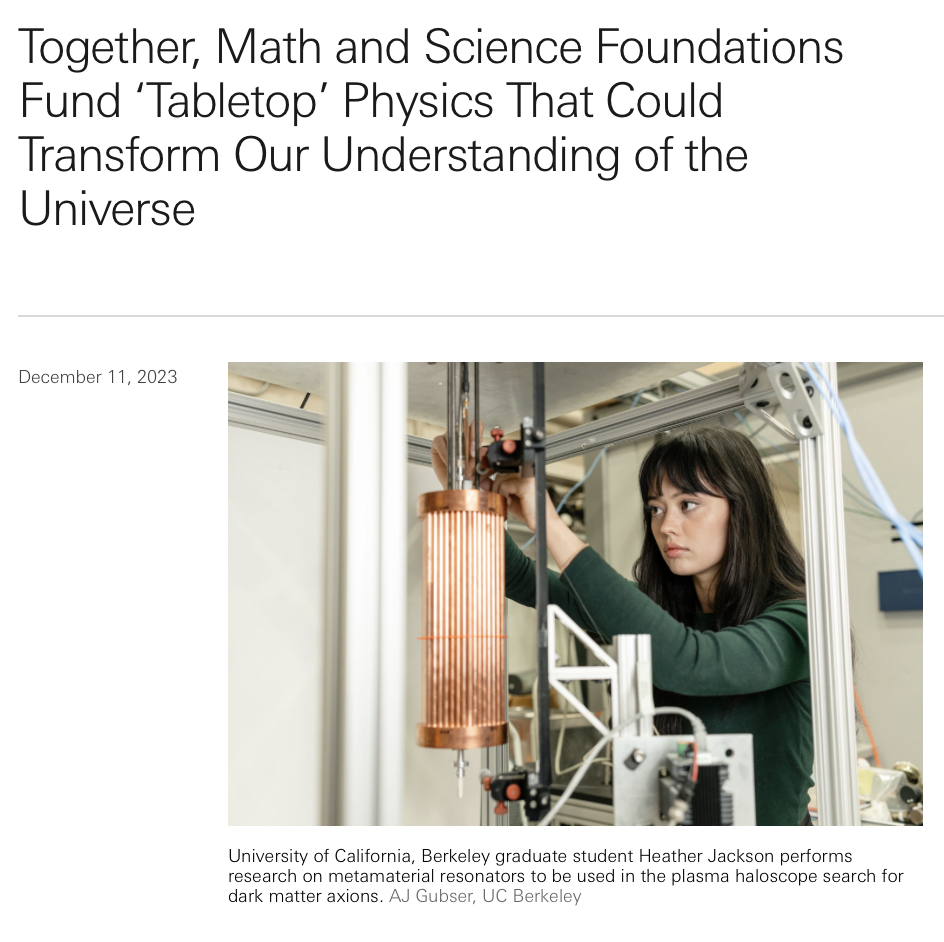 Together, Math and Science Foundations
Fund ‘Tabletop’ Physics That Could
Transform Our Understanding of the
Universe
December 11, 2023
University of California, Berkeley graduate student Heather Jackson performs
research on metamaterial resonators to be used in the plasma haloscope search for
dark matter axions. AJ Gubser, UC Berkeley